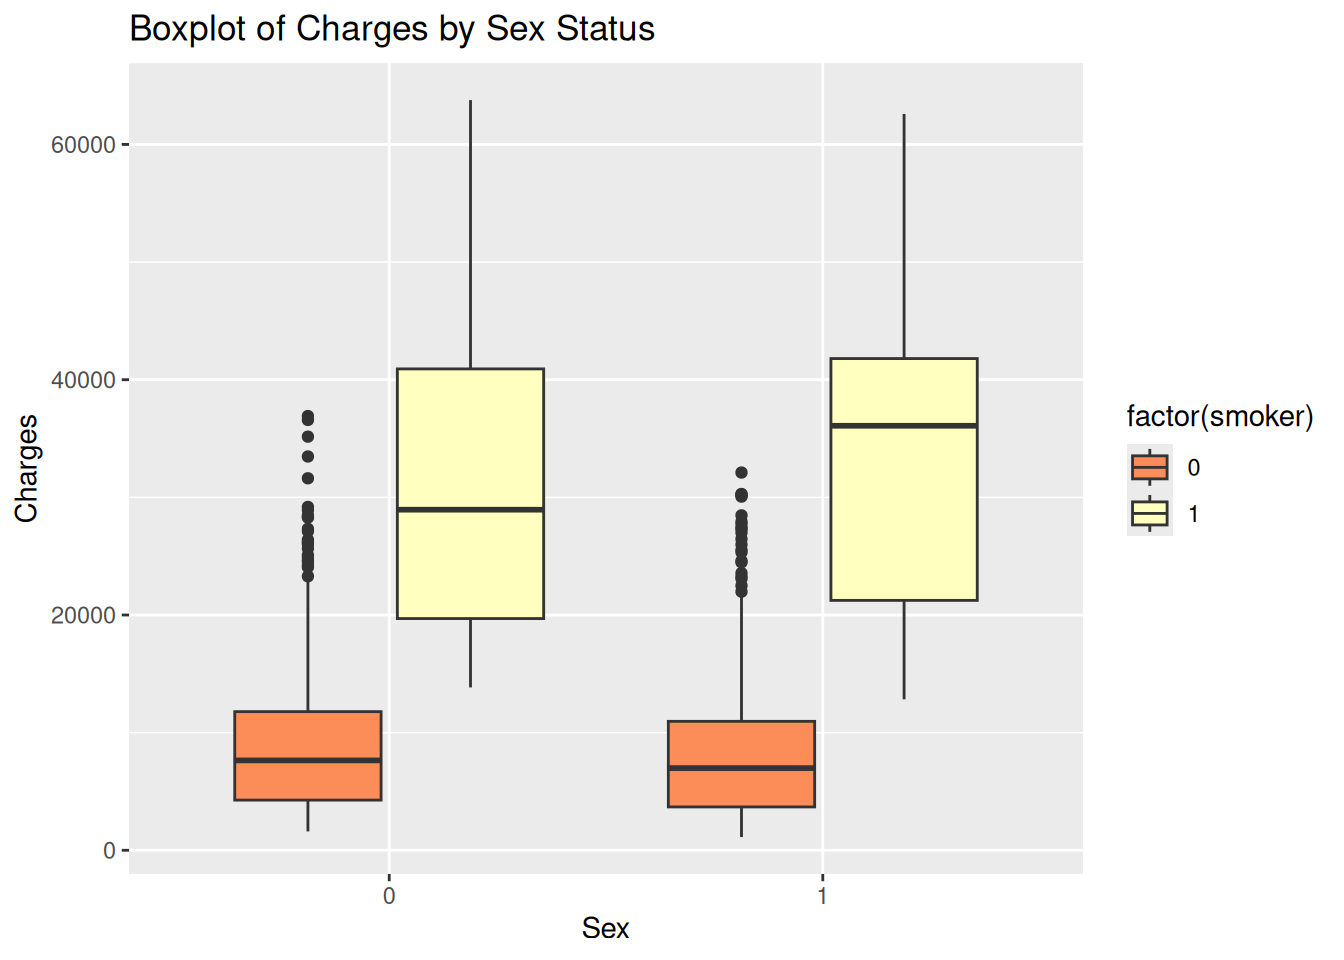 Boxplot of Charges by Sex Status
60000
40000
20000
0
Charges
0
1
Sex
factor(smoker)
0
1